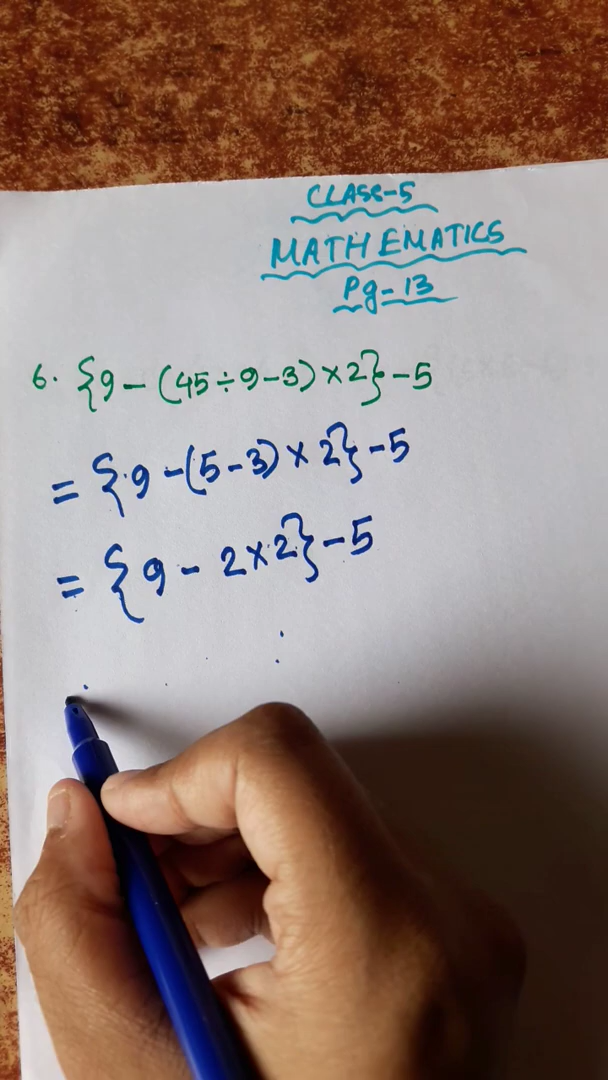 CLASS-5
MATHEMATICS
Pg-13
6. {9-(45÷9-3)×2}-5
= {9-(5-3)×2}-5
= {9-2×2}-5